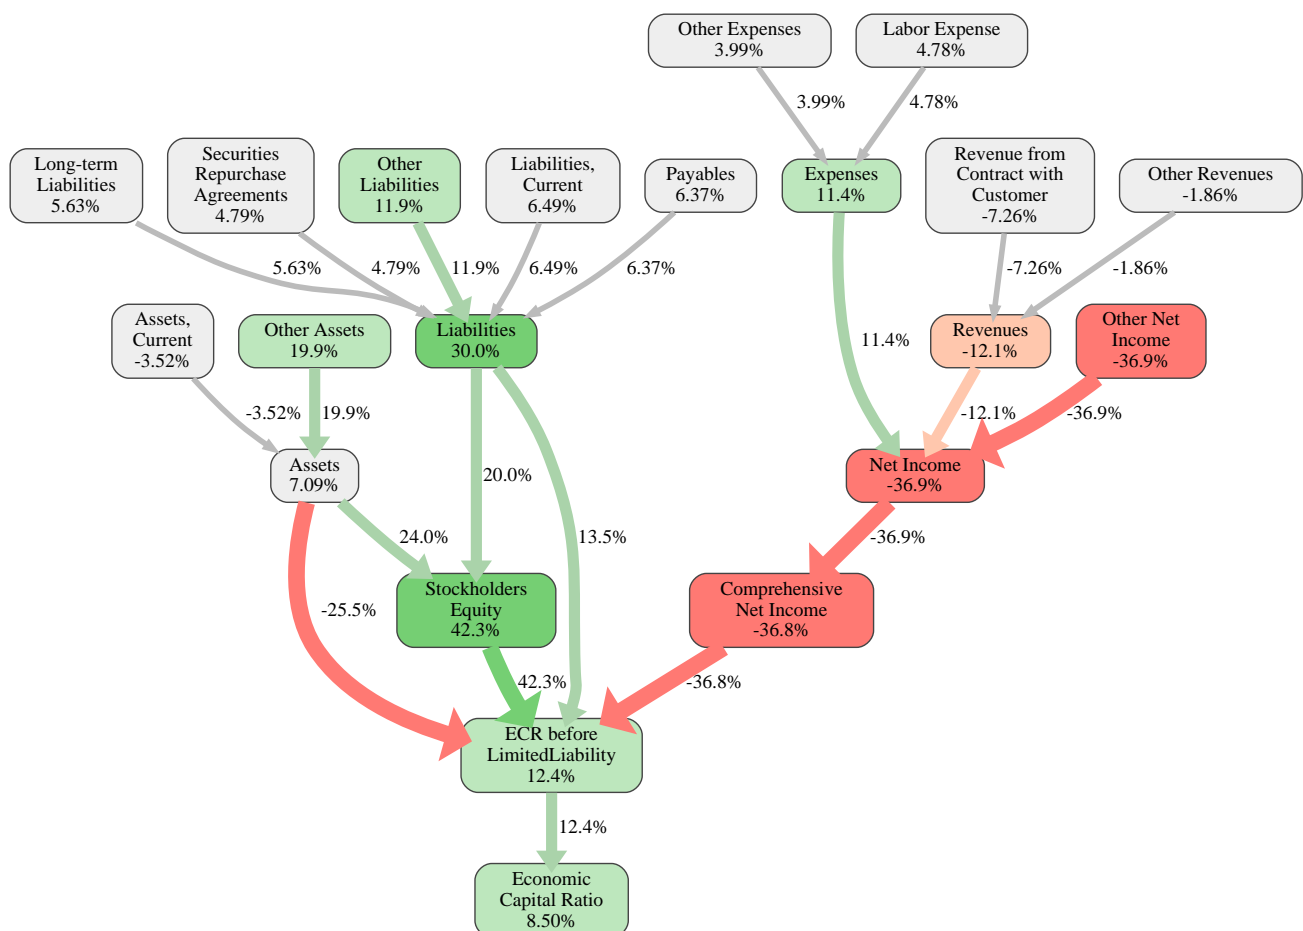 Other Expenses
3.99%
Labor Expense
4.78%
3.99%
4.78%
Long-term
Liabilities
5.63%
Securities
Repurchase
Agreements
4.79%
Other
Liabilities
11.9%
Liabilities,
Current
6.49%
Payables
6.37%
Expenses
11.4%
Revenue from
Contract with
Customer
-7.26%
Other Revenues
-1.86%
5.63%
4.79%
11.9%
6.49%
6.37%
-7.26%
-1.86%
Assets,
Current
-3.52%
Other Assets
19.9%
Liabilities
30.0%
11.4%
Revenues
-12.1%
Other Net
Income
-36.9%
-3.52%
19.9%
-12.1%
-36.9%
Assets
7.09%
20.0%
Net Income
-36.9%
24.0%
13.5%
-36.9%
-25.5%
Stockholders
Equity
42.3%
Comprehensive
Net Income
-36.8%
42.3%
-36.8%
ECR before
LimitedLiability
12.4%
12.4%
Economic
Capital Ratio
8.50%